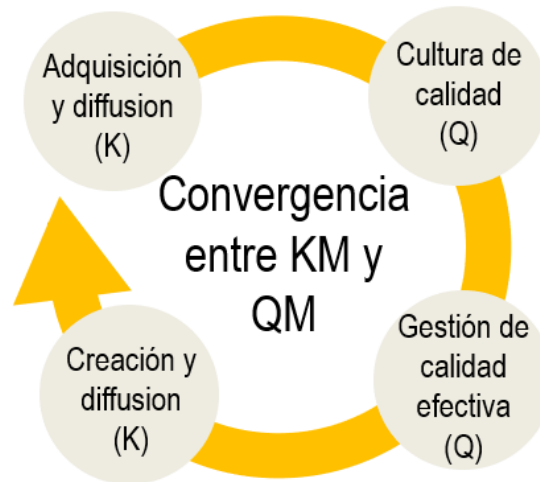 Adquisición
y diffusion
(K)
Cultura de
calidad
(Q)
Convergencia
entre KM y
QM
Gestión de
calidad
efectiva
(Q)
Creación y
diffusion
(K)